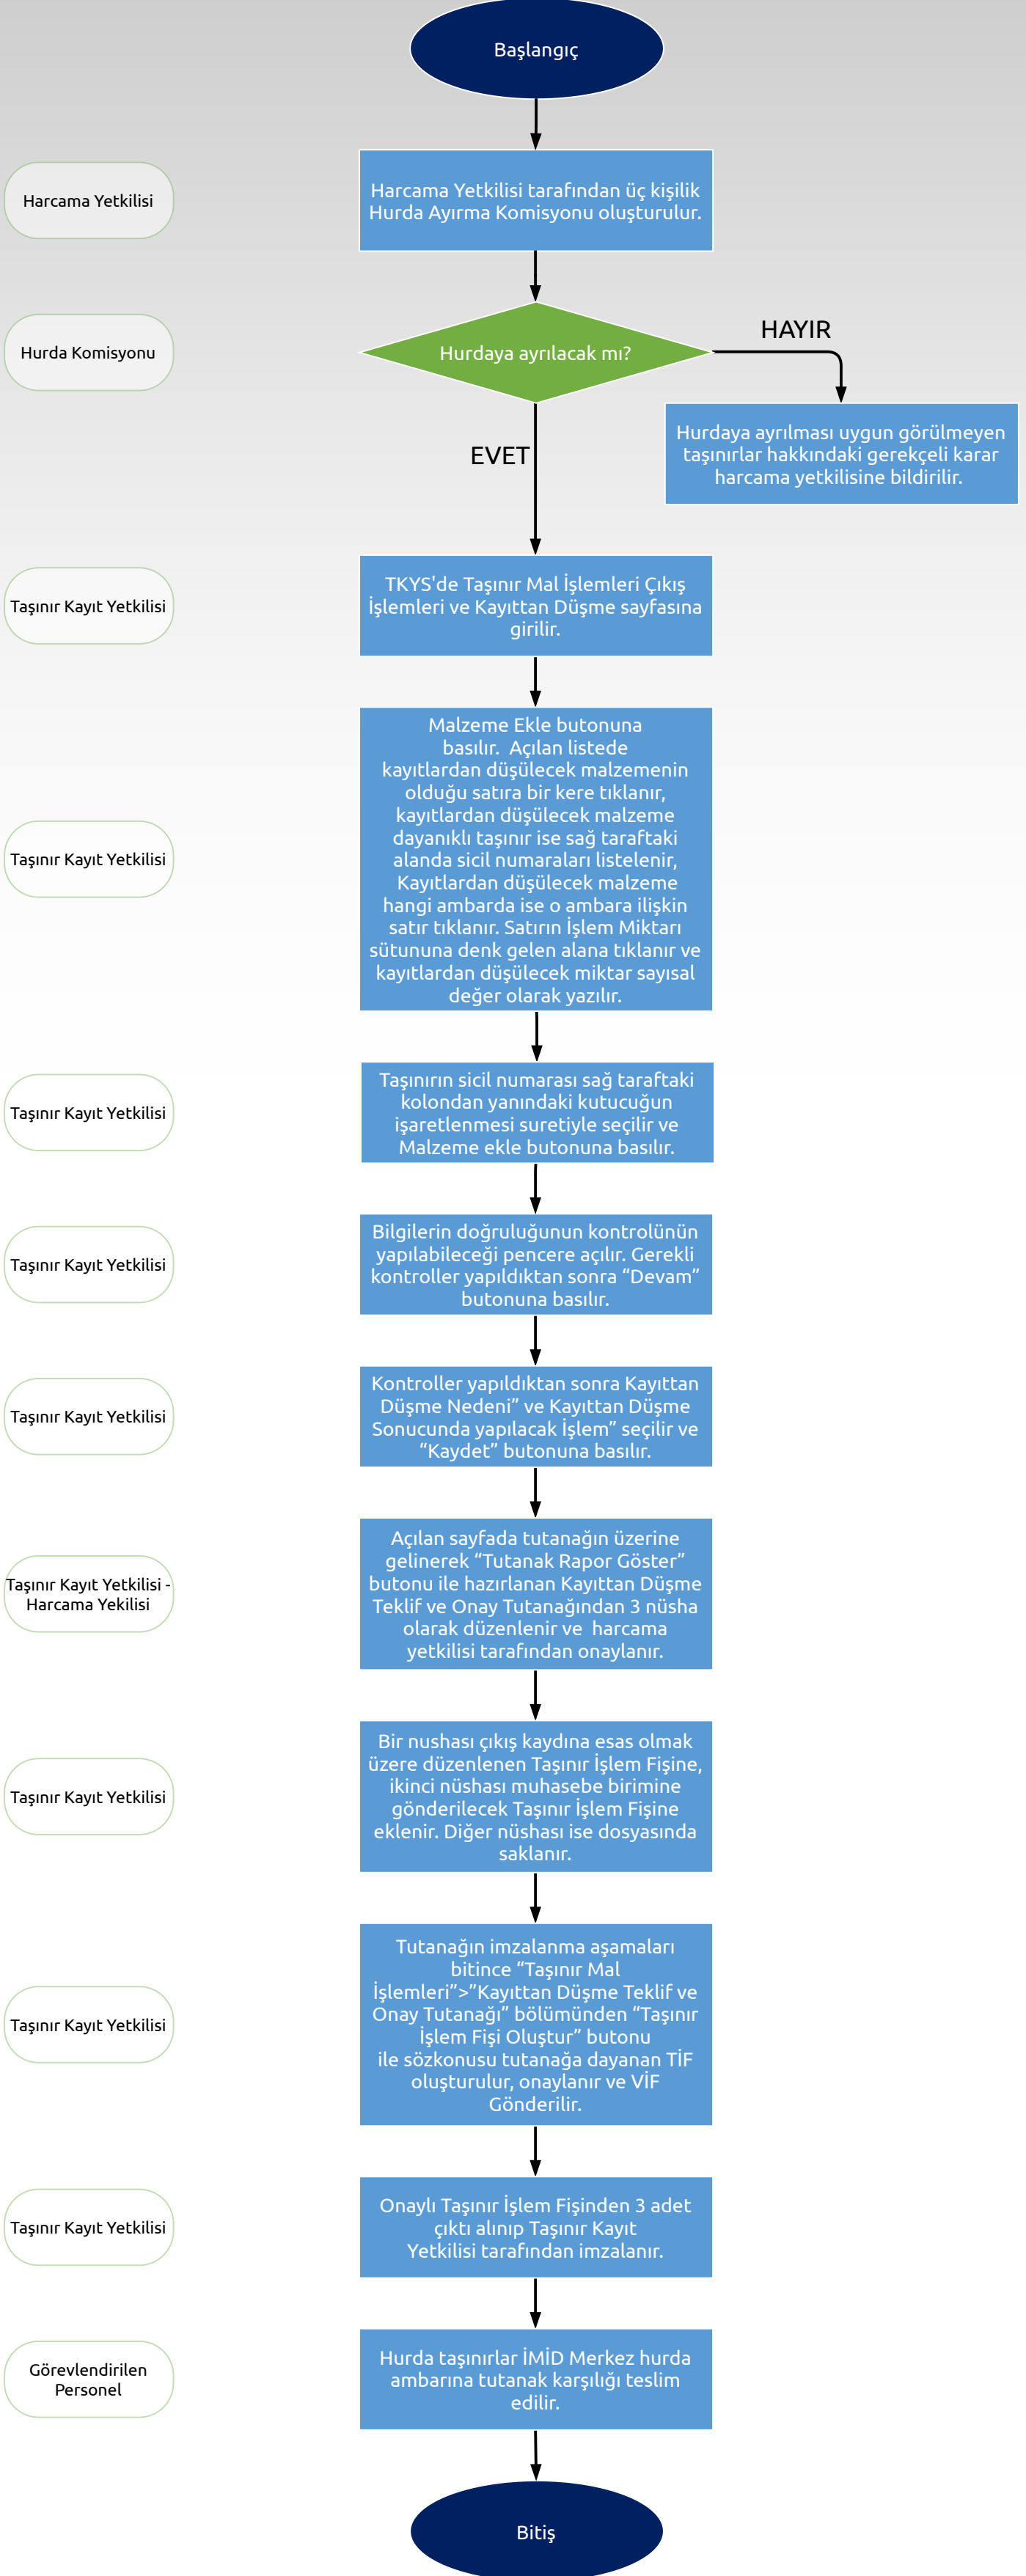 Başlangıç
Harcama Yetkilisi
Harcama Yetkilisi tarafından üç kişilik
Hurda Ayırma Komisyonu oluşturulur.
Hurda Komisyonu
Hurdaya ayrılacak mı?
HAYIR
Hurdaya ayrılması uygun görülmeyen
taşınırlar hakkındaki gerekçeli karar
harcama yetkilisine bildirilir.
EVET
Taşınır Kayıt Yetkilisi
TKYS'de Taşınır Mal İşlemleri Çıkış
İşlemleri ve Kayıttan Düşme sayfasına
girilir.
Taşınır Kayıt Yetkilisi
Malzeme Ekle butonuna
basılır.  Açılan listede
kayıtlardan düşülecek malzemenin
olduğu satıra bir kere tıklanır,
kayıtlardan düşülecek malzeme
dayanıklı taşınır ise sağ taraftaki
alanda sicil numaraları listelenir,
Kayıtlardan düşülecek malzeme
hangi ambarda ise o ambara ilişkin
satır tıklanır. Satırın İşlem Miktarı
sütununa denk gelen alana tıklanır ve
kayıtlardan düşülecek miktar sayısal
değer olarak yazılır.
Taşınır Kayıt Yetkilisi
Taşınırın sicil numarası sağ taraftaki
kolondan yanındaki kutucuğun
işaretlenmesi suretiyle seçilir ve
Malzeme ekle butonuna basılır.
Taşınır Kayıt Yetkilisi
Bilgilerin doğruluğunun kontrolünün
yapılabileceği pencere açılır. Gerekli
kontroller yapıldıktan sonra “Devam”
butonuna basılır.
Taşınır Kayıt Yetkilisi
Kontroller yapıldıktan sonra Kayıttan
Düşme Nedeni” ve Kayıttan Düşme
Sonucunda yapılacak İşlem” seçilir ve
“Kaydet” butonuna basılır.
Taşınır Kayıt Yetkilisi -
Harcama Yekilisi
Açılan sayfada tutanağın üzerine
gelinerek “Tutanak Rapor Göster”
butonu ile hazırlanan Kayıttan Düşme
Teklif ve Onay Tutanağından 3 nüsha
olarak düzenlenir ve  harcama
yetkilisi tarafından onaylanır.
Taşınır Kayıt Yetkilisi
Bir nushası çıkış kaydına esas olmak
üzere düzenlenen Taşınır İşlem Fişine,
ikinci nüshası muhasebe birimine
gönderilecek Taşınır İşlem Fişine
eklenir. Diğer nüshası ise dosyasında
saklanır.
Taşınır Kayıt Yetkilisi
Tutanağın imzalanma aşamaları
bitince “Taşınır Mal
İşlemleri”>”Kayıttan Düşme Teklif ve
Onay Tutanağı” bölümünden “Taşınır
İşlem Fişi Oluştur” butonu
ile sözkonusu tutanağa dayanan TİF
oluşturulur, onaylanır ve VİF
Gönderilir.
Taşınır Kayıt Yetkilisi
Onaylı Taşınır İşlem Fişinden 3 adet
çıktı alınıp Taşınır Kayıt
Yetkilisi tarafından imzalanır.
Görevlendirilen
Personel
Hurda taşınırlar İMİD Merkez hurda
ambarına tutanak karşılığı teslim
edilir.
Bitiş